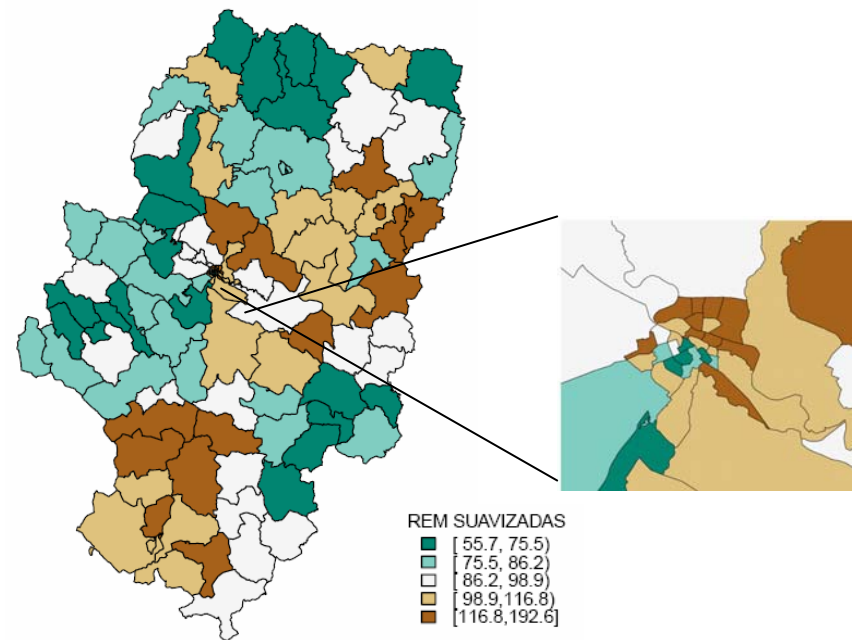 REM SUAVIZADAS
[ 55.7, 75.5)
[ 75.5, 86.2)
[ 86.2, 98.9)
[ 98.9,116.8)
[116.8,192.6]